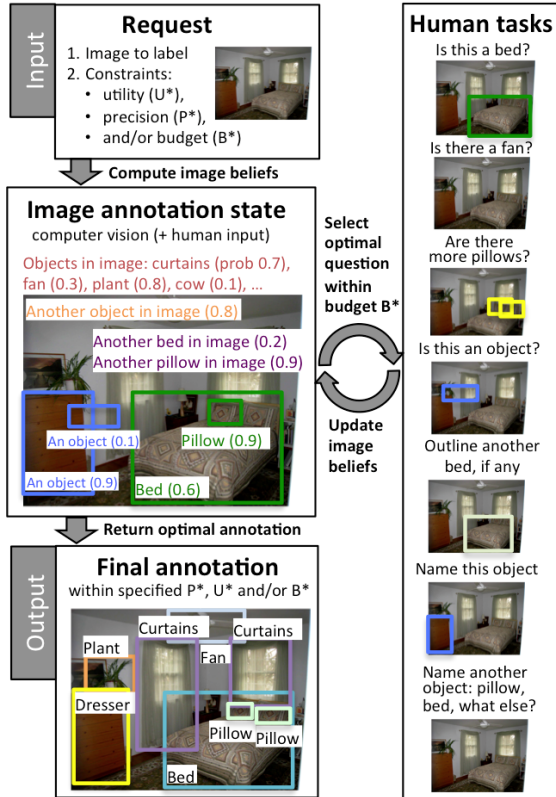 Input
Request
1. Image to label
2. Constraints:
• utility (U*),
• precision (P*),
• and/or budget (B*)
Compute image beliefs
Image annotation state
computer vision (+ human input)
Objects in image: curtains (prob 0.7),
fan (0.3), plant (0.8), cow (0.1), ...
Another object in image (0.8)
Another bed in image (0.2)
Another pillow in image (0.9)
An object (0.1)
Pillow (0.9)
An object (0.9)
Bed (0.6)
Select
optimal
question
within
budget B*
Update
image
beliefs
Return optimal annotation
Output
Final annotation
within specified P*, U* and/or B*
Curtains
Curtains
Plant
Fan
Dresser
Pillow
Pillow
Bed
Human tasks
Is this a bed?
Is there a fan?
Are there
more pillows?
Is this an object?
Outline another
bed, if any
Name this object
Name another
object: pillow,
bed, what else?